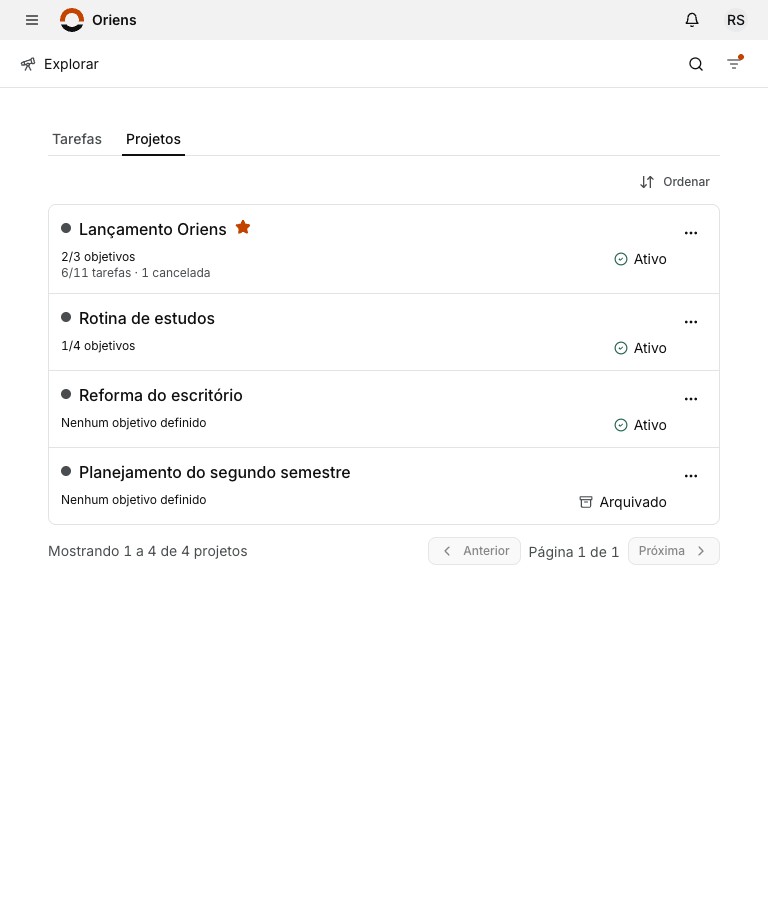 Oriens
RS
Explorar
Tarefas
Projetos
Ordenar
Lançamento Oriens
2/3 objetivos
6/11 tarefas · 1 cancelada
Ativo
Rotina de estudos
1/4 objetivos
Ativo
Reforma do escritório
Nenhum objetivo definido
Ativo
Planejamento do segundo semestre
Nenhum objetivo definido
Arquivado
Mostrando 1 a 4 de 4 projetos
Anterior
Página 1 de 1
Próxima